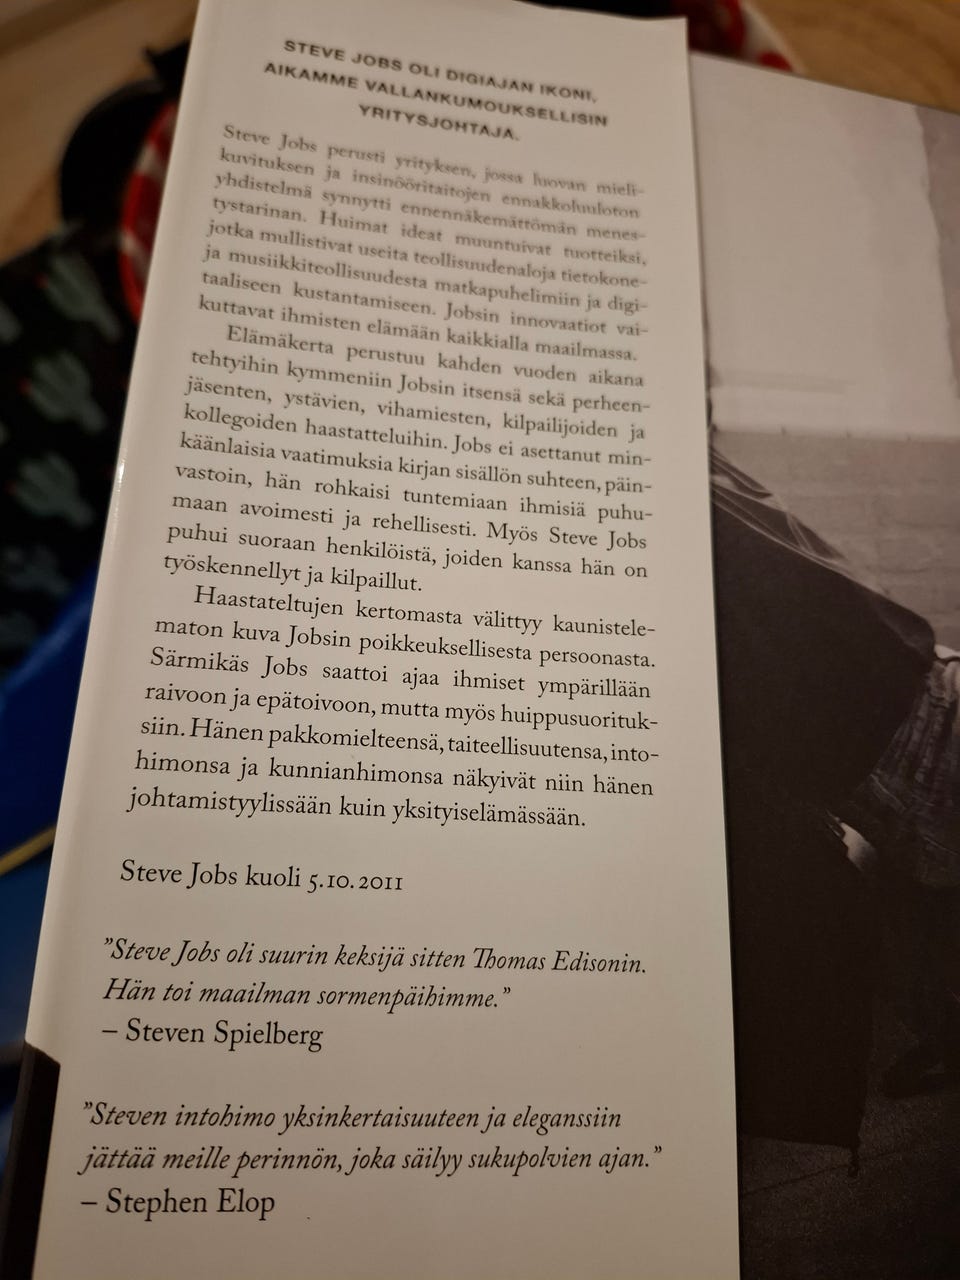 STEVE JOBS OLI DIGIAJAN IKONI,
AIKAMME VALLANKUMOUKSELLISIN
YRITYSJOHTAJA.
Steve Jobs perusti yrityksen, jossa luovan mieli-
kuvituksen ja insinööritaitojen ennakkoluuloton
yhdistelmä synnytti ennennäkemättömän menes-
tystarinan. Huimat ideat muuntuivat tuotteiksi,
jotka mullistivat useita teollisuudenaloja tietokone-
ja musiikkiteollisuudesta matkapuhelimiin ja digi-
taaliseen kustantamiseen. Jobsin innovaatiot vai-
kuttavat ihmisten elämään kaikkialla maailmassa.
Elämäkerta perustuu kahden vuoden aikana
tehtyihin kymmeniin Jobsin itsensä sekä perheen-
jäsenten, ystävien, vihamiesten, kilpailijoiden ja
kollegoiden haastatteluihin. Jobs ei asettanut min-
käänlaisia vaatimuksia kirjan sisällön suhteen, päin-
vastoin, hän rohkaisi tuntemiaan ihmisiä puhu-
maan avoimesti ja rehellisesti. Myös Steve Jobs
puhui suoraan henkilöistä, joiden kanssa hän on
työskennellyt ja kilpaillut.
Haastateltujen kertomasta välittyy kaunistele-
maton kuva Jobsin poikkeuksellisesta persoonasta.
Särmikäs Jobs saattoi ajaa ihmiset ympärillään
raivoon ja epätoivoon, mutta myös huippusuorituk-
siin. Hänen pakkomielteensä, taiteellisuutensa, into-
himonsa ja kunnianhimonsa näkyivät niin hänen
johtamistyylissään kuin yksityiselämässään.
Steve Jobs kuoli 5.10.2011
”Steve Jobs oli suurin keksijä sitten Thomas Edisonin.
Hän toi maailman sormenpäihimme.”
– Steven Spielberg
”Steven intohimo yksinkertaisuuteen ja eleganssiin
jättää meille perinnön, joka säilyy sukupolvien ajan.”
– Stephen Elop